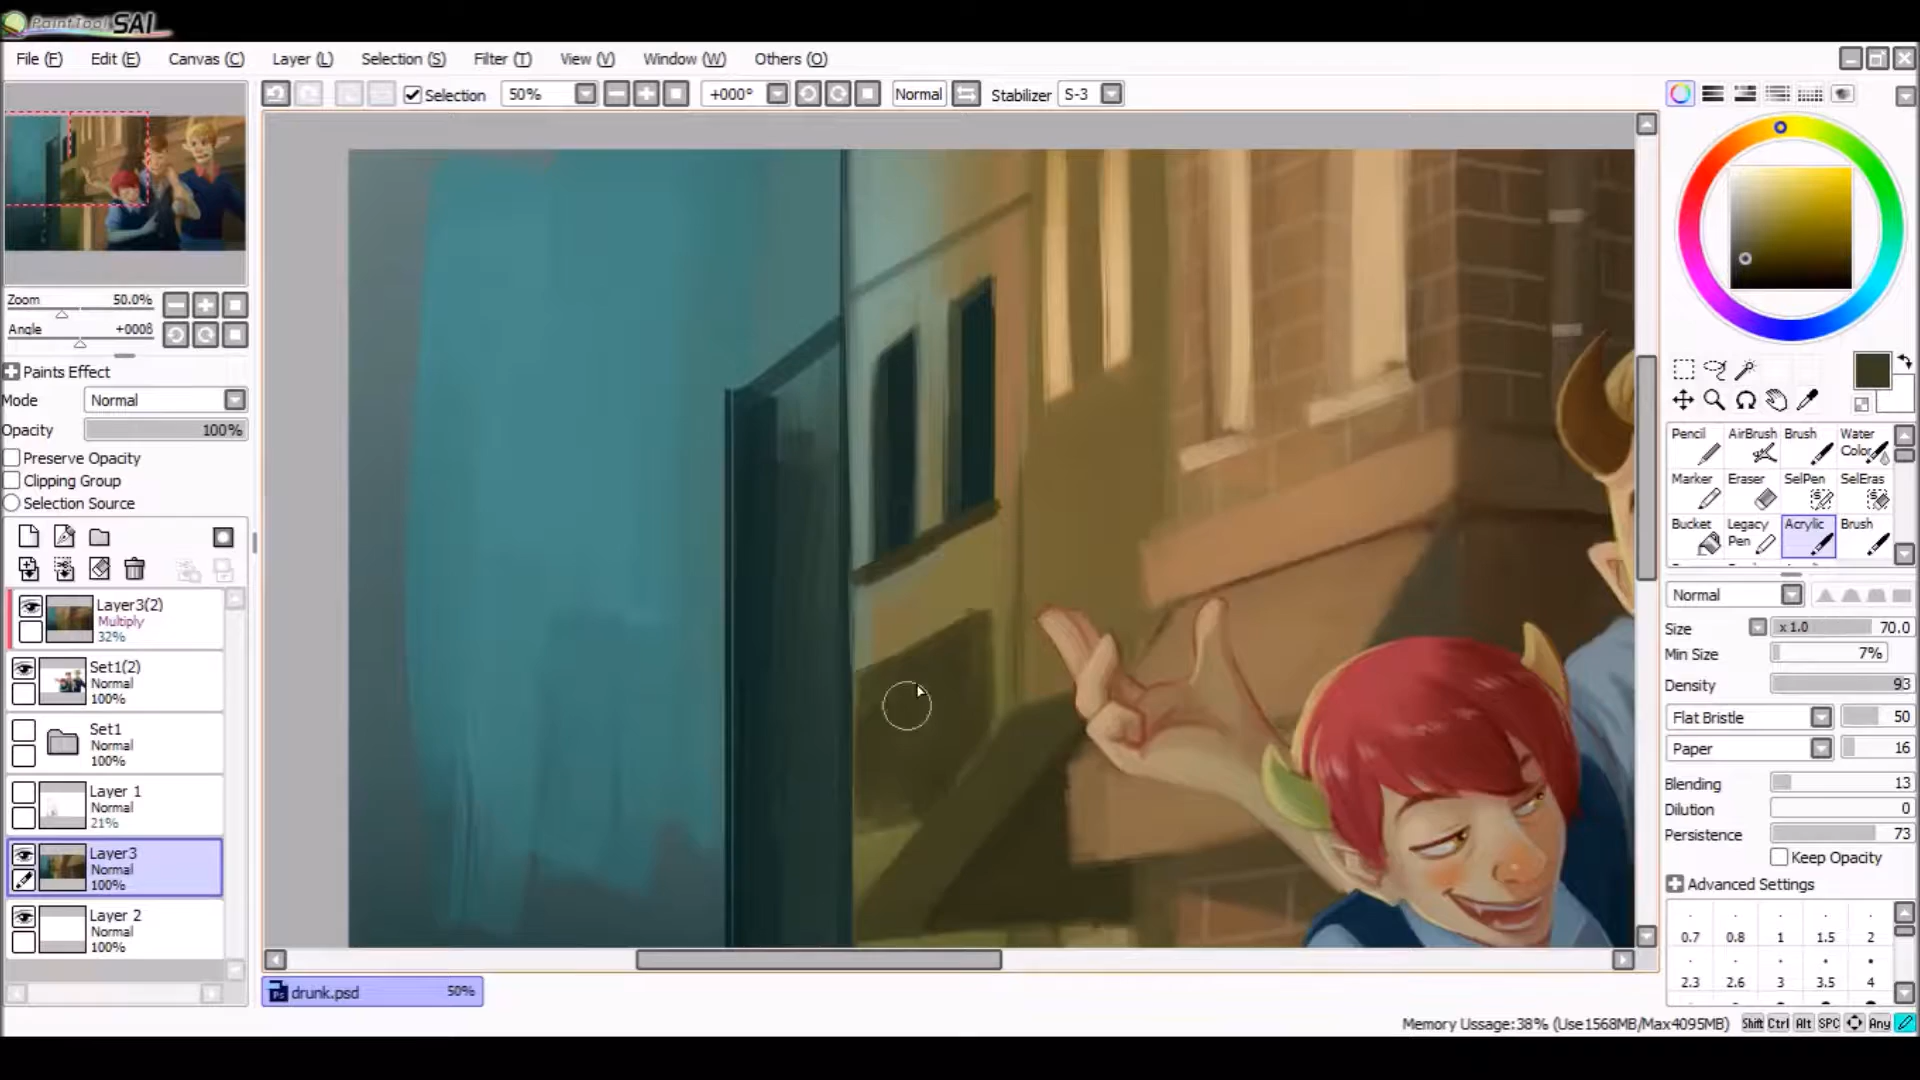 PaintTool SAI
File (F) Edit (E) Canvas (C) Layer (L) Selection (S) Filter (T) View (V) Window (W) Others (O)
Selection 50% +000° Normal Stabilizer S-3
Zoom 50.0%
Angle +0008
Paints Effect
Mode Normal
Opacity 100%
Preserve Opacity
Clipping Group
Selection Source
Layer3(2)
Multiply
32%
Set1(2)
Normal
100%
Set1
Normal
100%
Layer 1
Normal
21%
Layer3
Normal
100%
Layer 2
Normal
100%
drunk.psd 50%
Pencil AirBrush Brush Water Color
Marker Eraser SelPen SelEras
Bucket Legacy Pen Acrylic Brush
Normal
Size x 1.0 70.0
Min Size 7%
Density 93
Flat Bristle 50
Paper 16
Blending 13
Dilution 0
Persistence 73
Keep Opacity
Advanced Settings
0.7 0.8 1 1.5 2
2.3 2.6 3 3.5 4
Memory Ussage:38% (Use1568MB/Max4095MB) Shift Ctrl Alt SPC Any